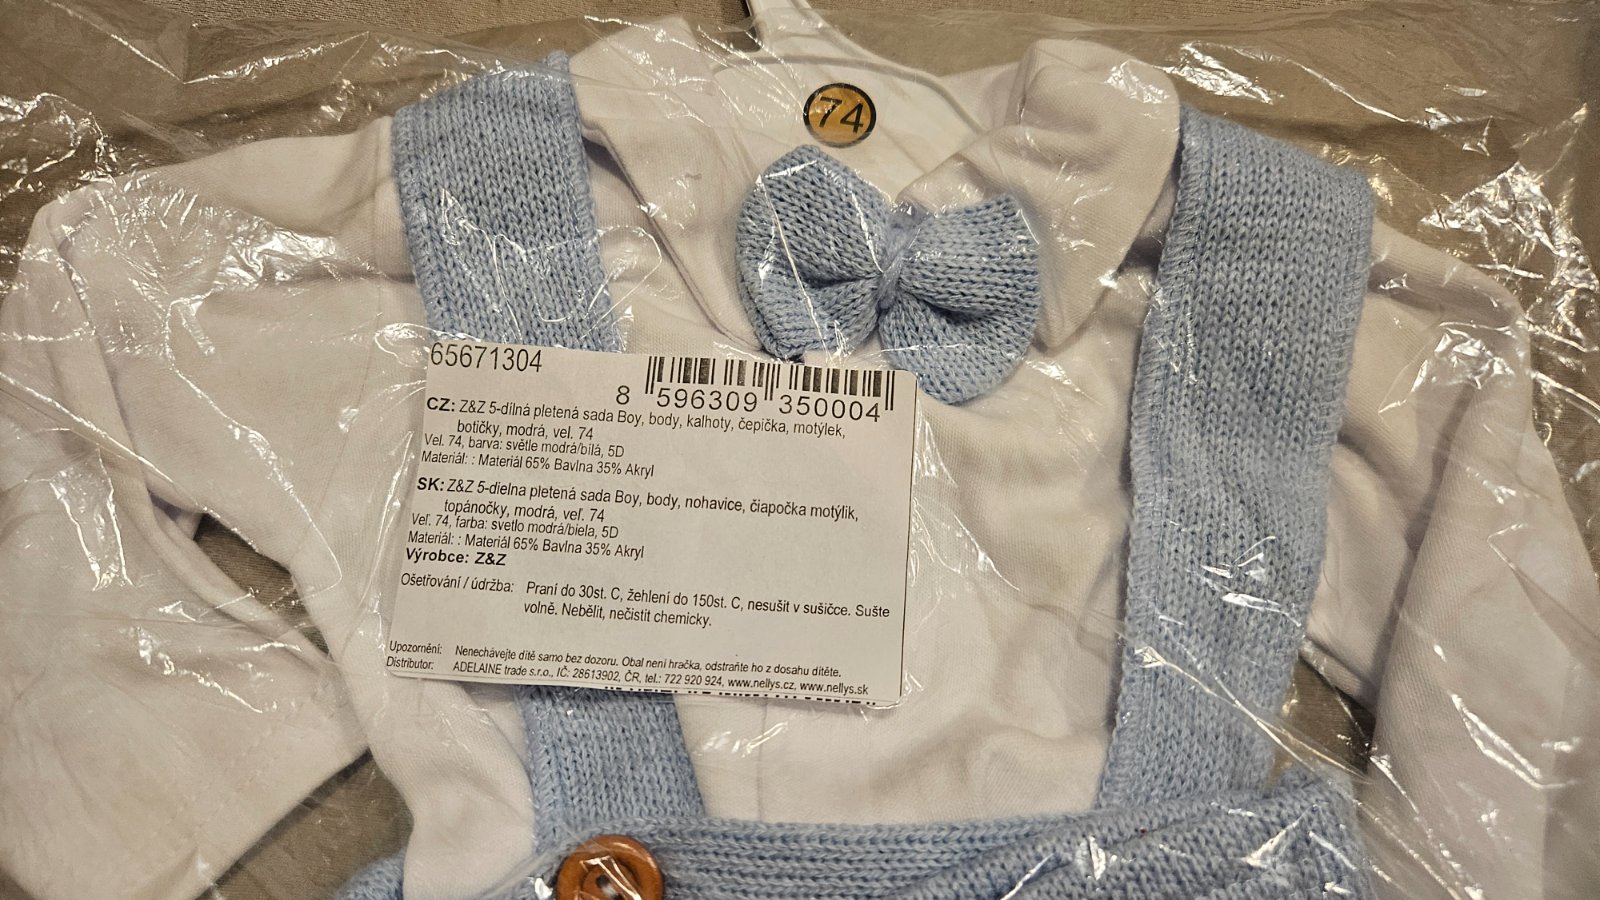 74
65671304
8 596309 350004
CZ: Z&Z 5-dílná pletená sada Boy, body, kalhoty, čepička, motýlek,
botičky, modrá, vel. 74
Vel. 74, barva: světle modrá/bílá, 5D
Materiál: : Materiál 65% Bavlna 35% Akryl
SK: Z&Z 5-dielna pletená sada Boy, body, nohavice, čiapočka motýlik,
topánočky, modrá, veľ. 74
Veľ. 74, farba: svetlo modrá/biela, 5D
Materiál: : Materiál 65% Bavlna 35% Akryl
Výrobce: Z&Z
Ošetřování / údržba: Praní do 30st. C, žehlení do 150st. C, nesušit v sušičce. Sušte
volně. Nebělit, nečistit chemicky.
Upozornění: Nenechávejte dítě samo bez dozoru. Obal není hračka, odstraňte ho z dosahu dítěte.
Distributor: ADELAINE trade s.r.o., IČ: 28613902, ČR, tel.: 722 920 924, www.nellys.cz, www.nellys.sk